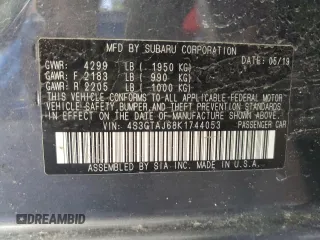 MFD BY SUBARU CORPORATION
GVWR: 4299 LB ( 1950 KG) DATE: 05/19
GAWR: F 2183 LB ( 990 KG)
GAWR: R 2205 LB ( 1000 KG)
THIS VEHICLE CONFORMS TO ALL APPLICABLE FEDERAL MOTOR
VEHICLE SAFETY, BUMPER, AND THEFT PREVENTION STANDARDS
IN EFFECT ON THE DATE OF MANUFACTURE SHOWN ABOVE.
VIN: 4S3GTAJ68K1744053 PASSENGER CAR
ASSEMBLED BY SIA, INC. MADE IN U.S.A.
DREAMBID